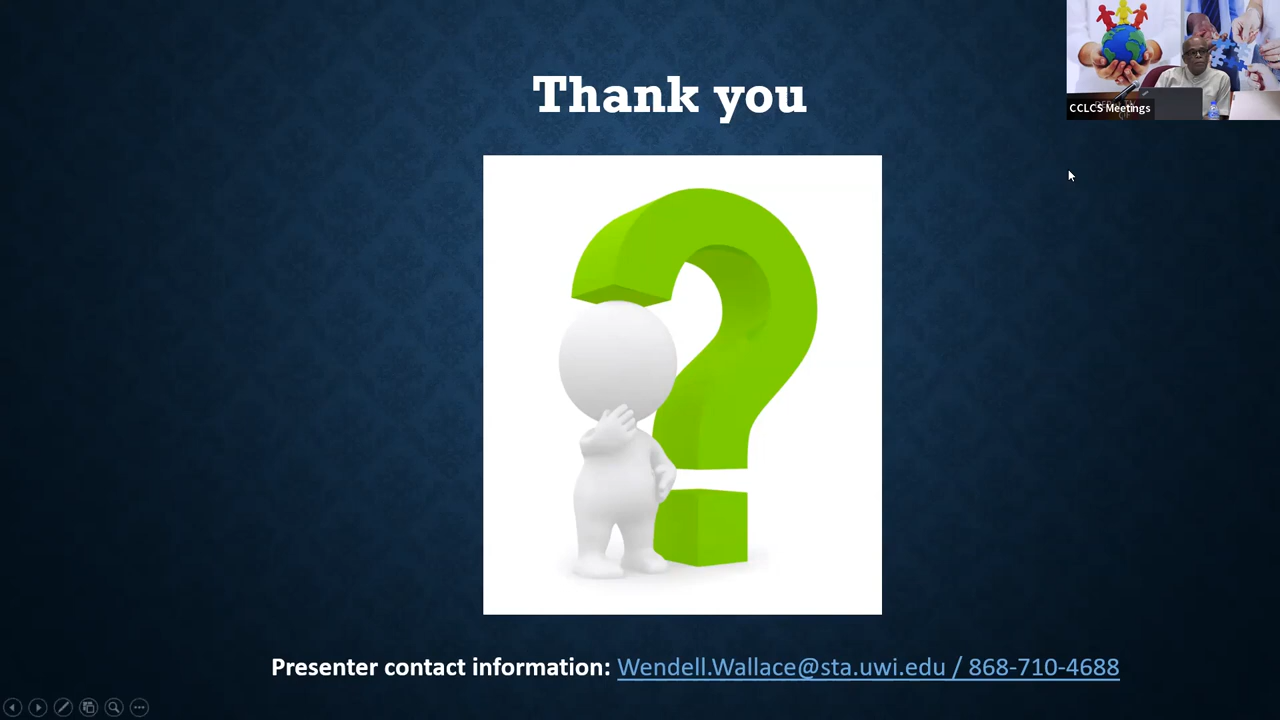 Thank you
CCLCS Meetings
Presenter contact information: Wendell.Wallace@sta.uwi.edu / 868-710-4688